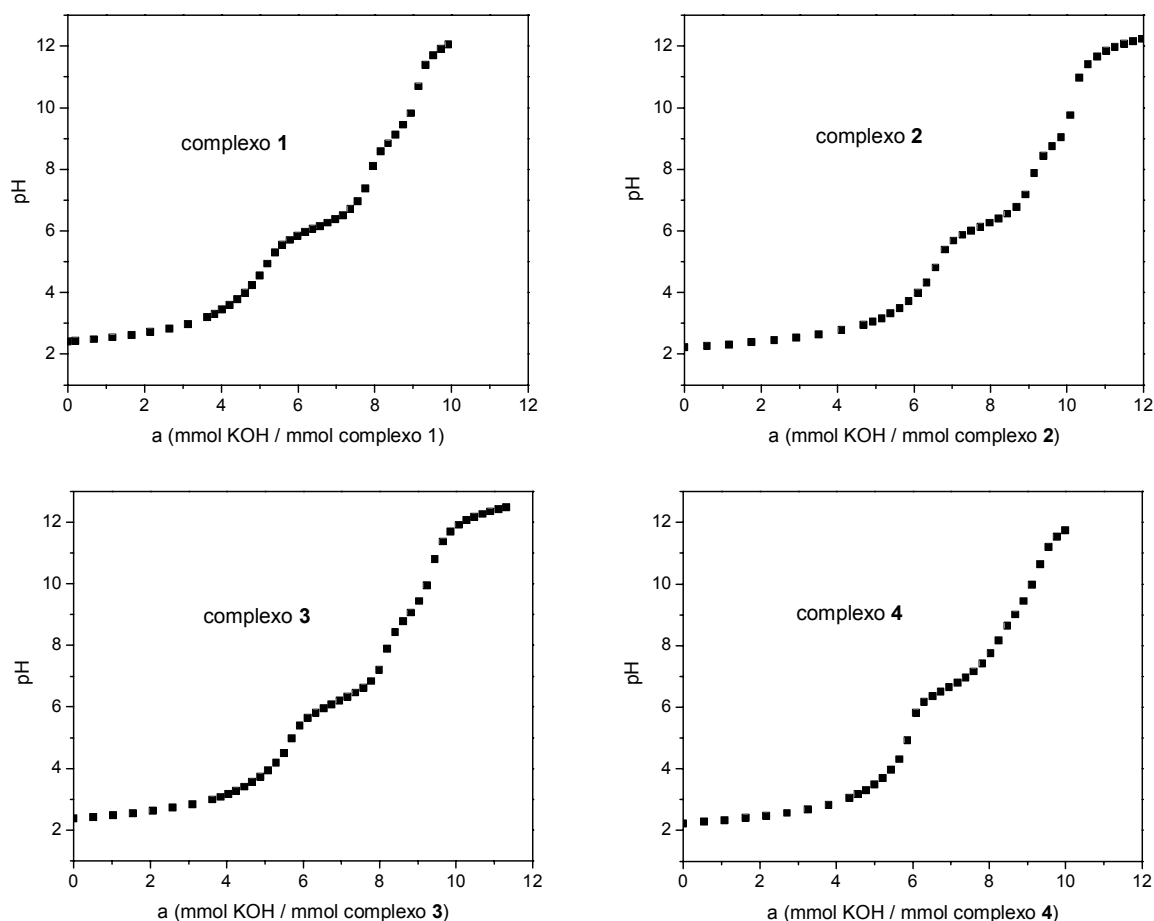 12
10
8
6
4
2
pH
complexo 1
0 2 4 6 8 10 12
a (mmol KOH / mmol complexo 1)
12
10
8
6
4
2
pH
complexo 2
0 2 4 6 8 10 12
a (mmol KOH / mmol complexo 2)
12
10
8
6
4
2
pH
complexo 3
0 2 4 6 8 10 12
a (mmol KOH / mmol complexo 3)
12
10
8
6
4
2
pH
complexo 4
0 2 4 6 8 10 12
a (mmol KOH / mmol complexo 4)